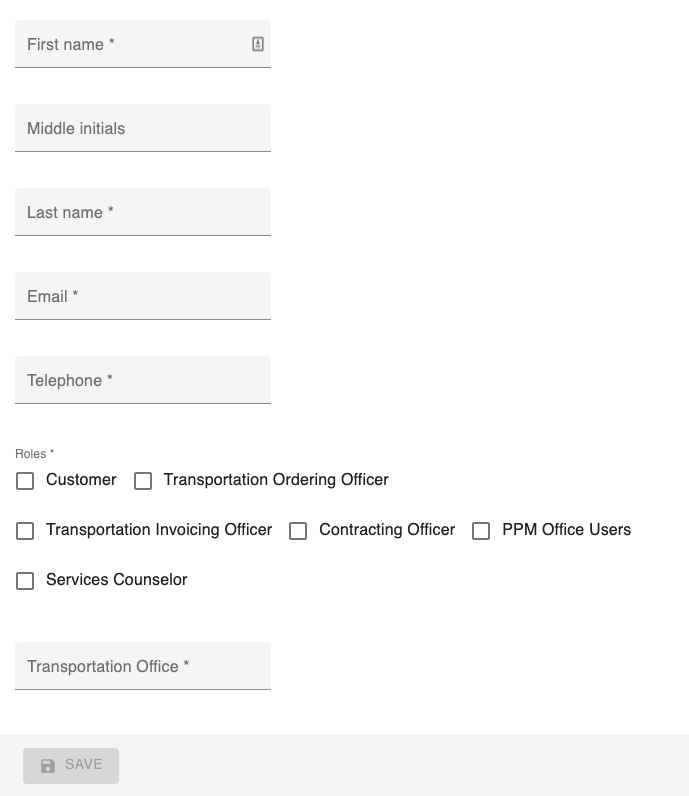 First name *
Middle initials
Last name *
Email *
Telephone *
Roles *
Customer Transportation Ordering Officer
Transportation Invoicing Officer Contracting Officer PPM Office Users
Services Counselor
Transportation Office *
SAVE